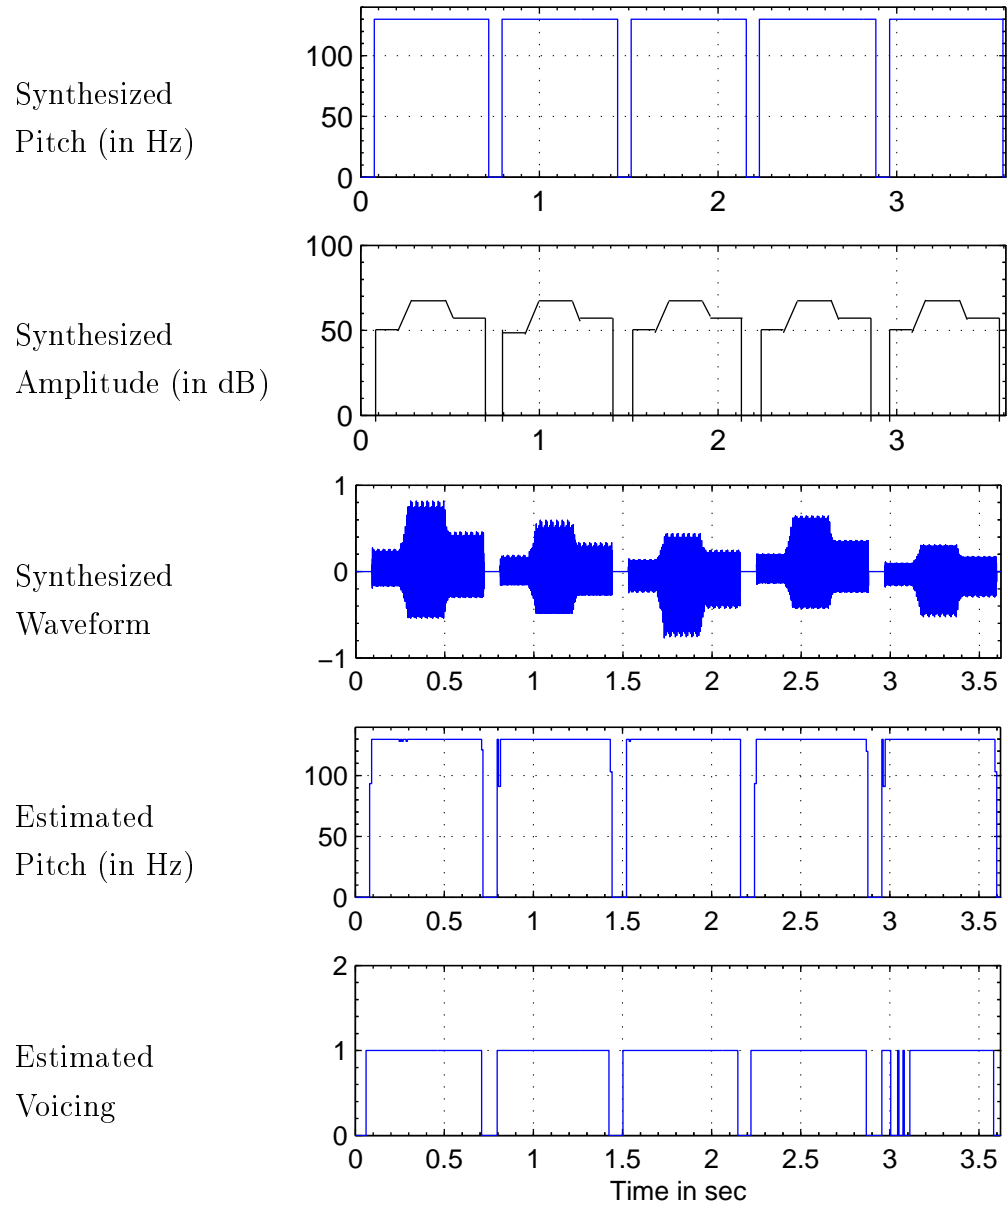 100
50
0
0 1 2 3
Synthesized
Pitch (in Hz)
100
50
0
0 1 2 3
Synthesized
Amplitude (in dB)
1
0
−1
0 0.5 1 1.5 2 2.5 3 3.5
Synthesized
Waveform
100
50
0
0 0.5 1 1.5 2 2.5 3 3.5
Estimated
Pitch (in Hz)
2
1
0
0 0.5 1 1.5 2 2.5 3 3.5
Estimated
Voicing
Time in sec